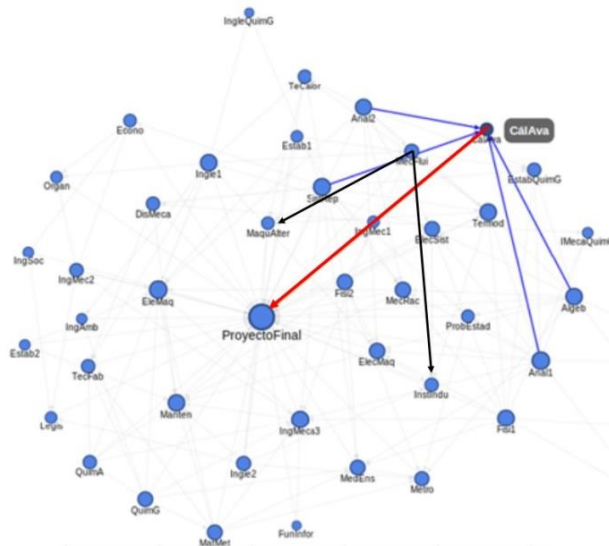 IngleQuimG
TeCalor
Anal2
Econo
Estab1
CálAva
MecFlui
Ingle1
EstabQuimG
Organ
DisMeca
MaquAlter
IngMec1
ElecSist
Termod
IMecaQuim
IngSoc
IngMec2
EleMaq
Fisi2
MecRac
Algeb
IngAmb
ProyectoFinal
ProbEstad
Estab2
TecFab
ElecMaq
Anal1
InstIndu
Legis
Manten
IngMeca3
Fisi1
QuimA
Ingle2
MedEns
Metro
QuimG
MatMet
FunInfor